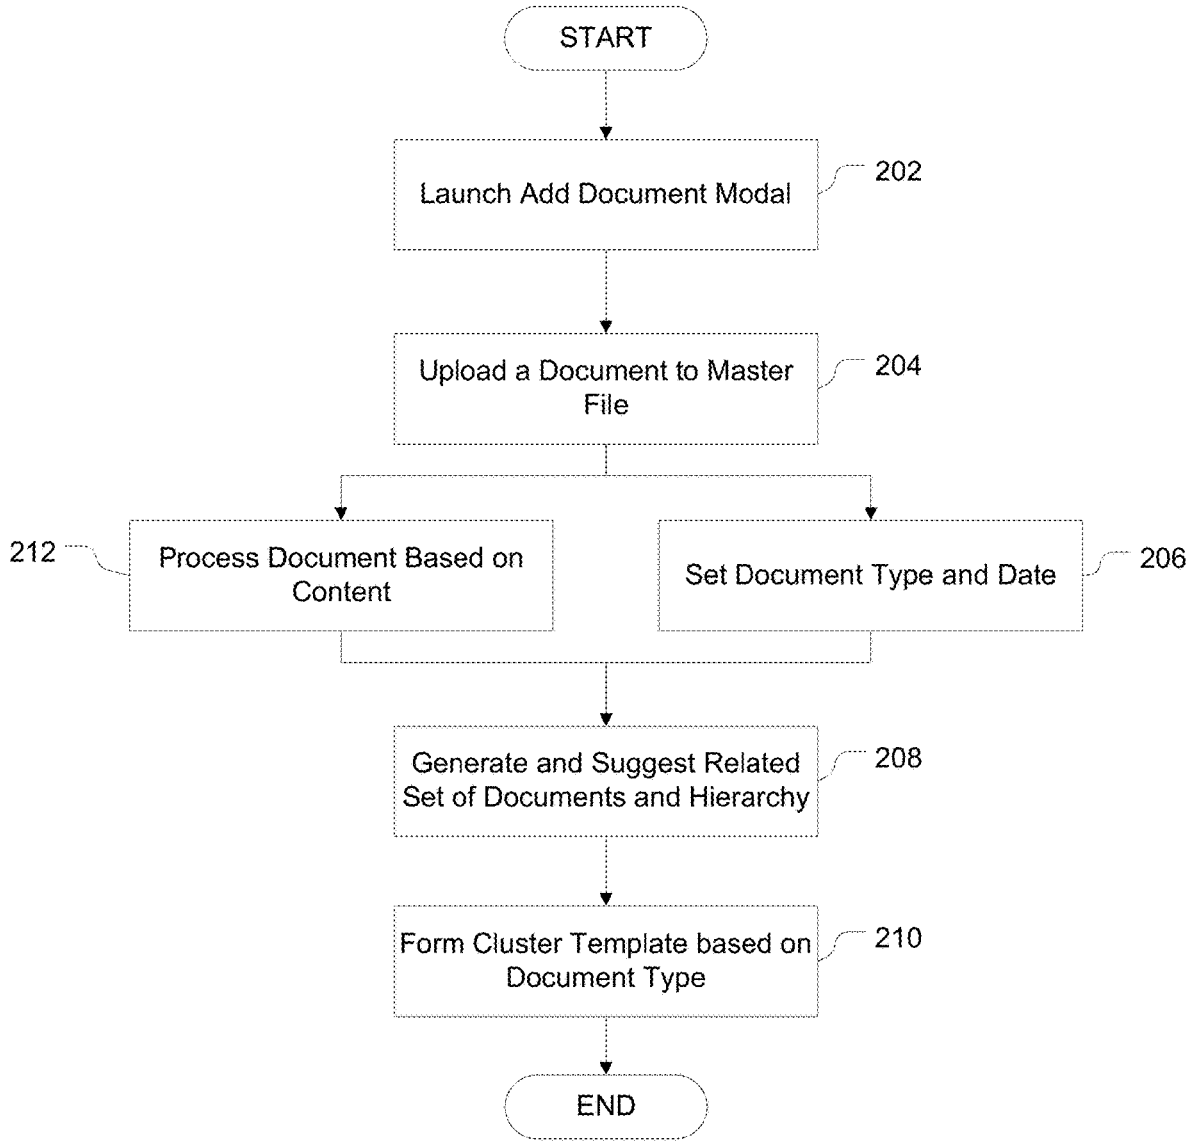 START
Launch Add Document Modal
202
Upload a Document to Master
File
204
212
Process Document Based on
Content
Set Document Type and Date
206
Generate and Suggest Related
Set of Documents and Hierarchy
208
Form Cluster Template based on
Document Type
210
END